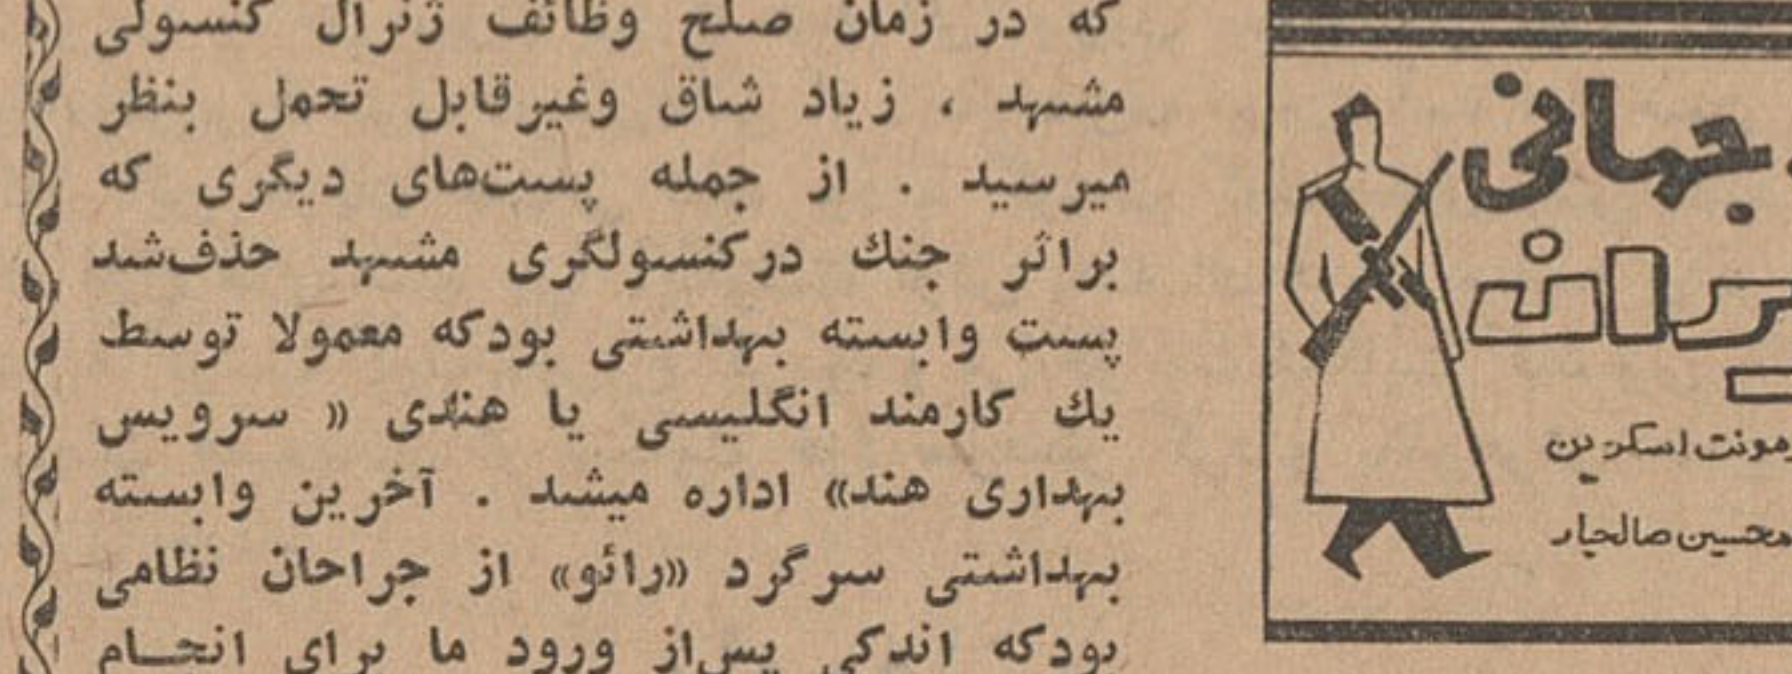 که در زمان صلح وظائف ژنرال کنسولی
مشهد ، زیاد شاق وغیرقابل تحمل بنظر
میرسید . از جمله پست‌های دیگری که
براثر جنك درکنسولگری مشهد حذف‌شد
پست وابسته بهداشتی بودکه معمولا توسط
يك کارمند انگلیسی یا هندی « سرویس
بهداری هند» اداره میشد . آخرین وابسته
بهداشتی سرگرد «رائو» از جراحان نظامی
بودکه اندکی پس‌از ورود ما برای انجام
جهانی
یران
مونت اسکرین
محسین صالحیار